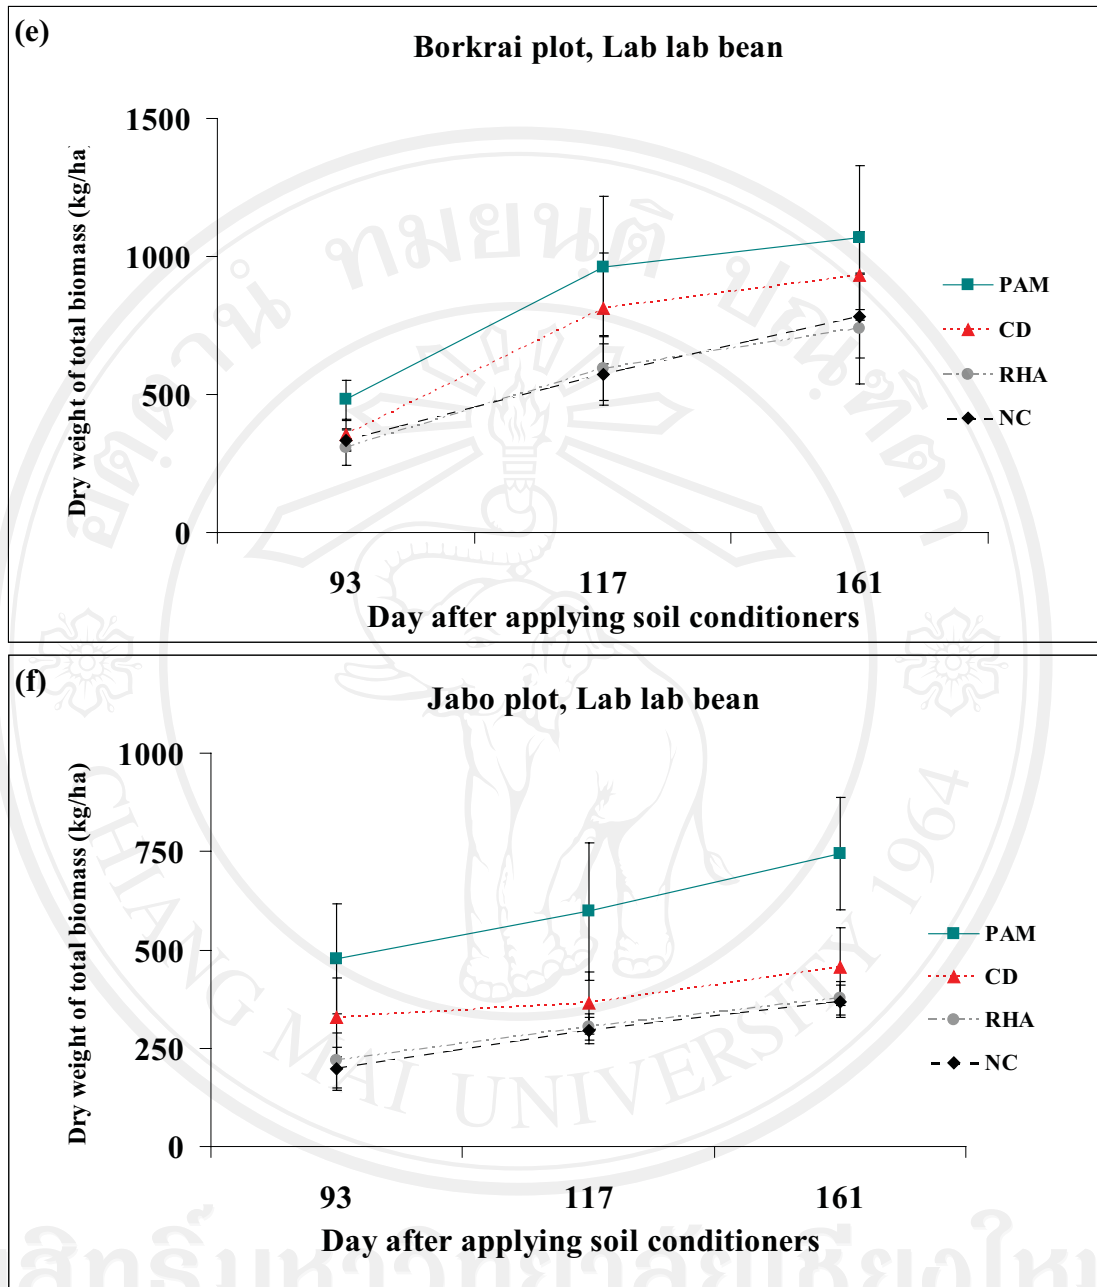 (e)
Borkrai plot, Lab lab bean
1500
1000
500
0
Dry weight of total biomass (kg/ha)
93 117 161
Day after applying soil conditioners
PAM
CD
RHA
NC
(f)
Jabo plot, Lab lab bean
1000
750
500
250
0
Dry weight of total biomass (kg/ha)
93 117 161
Day after applying soil conditioners
PAM
CD
RHA
NC
CHIANG MAI UNIVERSITY 1964